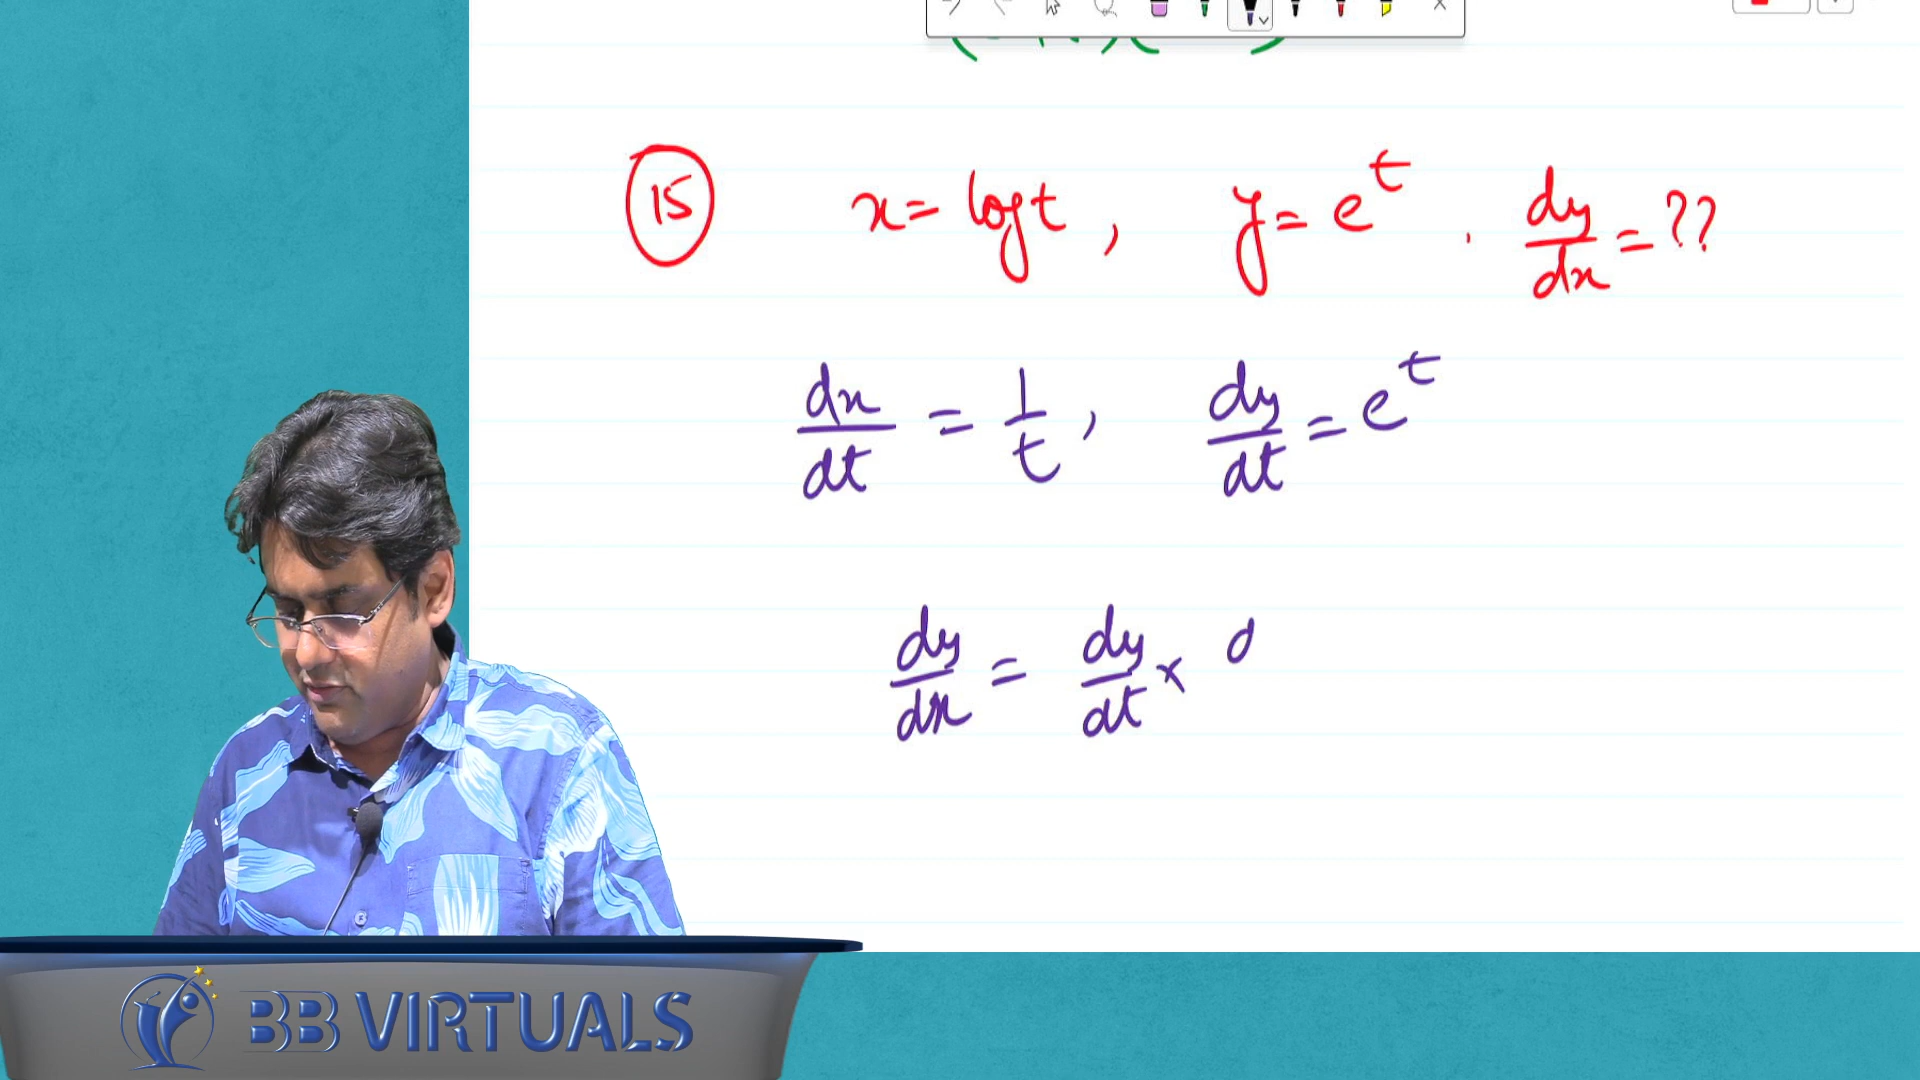 15 x = log t , y = e^t . dy/dx = ??
dx/dt = 1/t , dy/dt = e^t
dy/dx = dy/dt × d
BB VIRTUALS